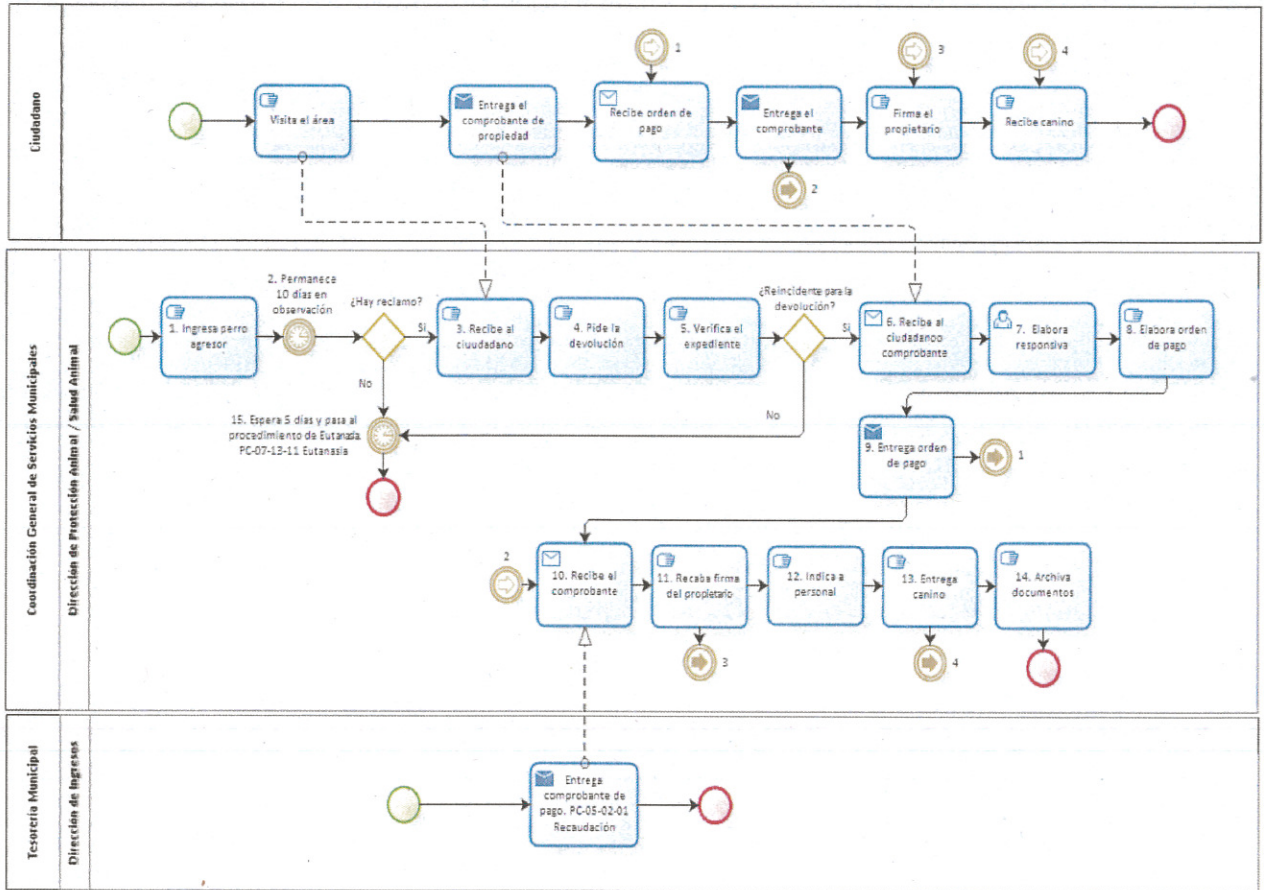 Ciudadano
1
3
4
Visita el área
Entrega el
comprobante de
propiedad
Recibe orden de
pago
Entrega el
comprobante
Firma el
propietario
Recibe canino
2
Coordinación General de Servicios Municipales
Dirección de Protección Animal / Salud Animal
2. Permanece
10 días en
observación
¿Hay reclamo?
¿Reincidente para la
devolución?
1. Ingresa perro
agresor
Si
3. Recibe al
ciuudadano
4. Pide la
devolución
5. Verifica el
expediente
Si
6. Recibe al
ciudadanoo
comprobante
7. Elabora
responsiva
8. Elabora orden
de pago
No
No
15. Espera 5 días y pasa al
procedimiento de Eutanasia.
PC-07-13-11 Eutanasia
9. Entrega orden
de pago
1
2
10. Recibe el
comprobante
11. Recaba firma
del propietario
12. Indica a
personal
13. Entrega
canino
14. Archiva
documentos
3
4
Tesorería Municipal
Dirección de Ingresos
Entrega
comprobante de
pago. PC-05-02-01
Recaudación